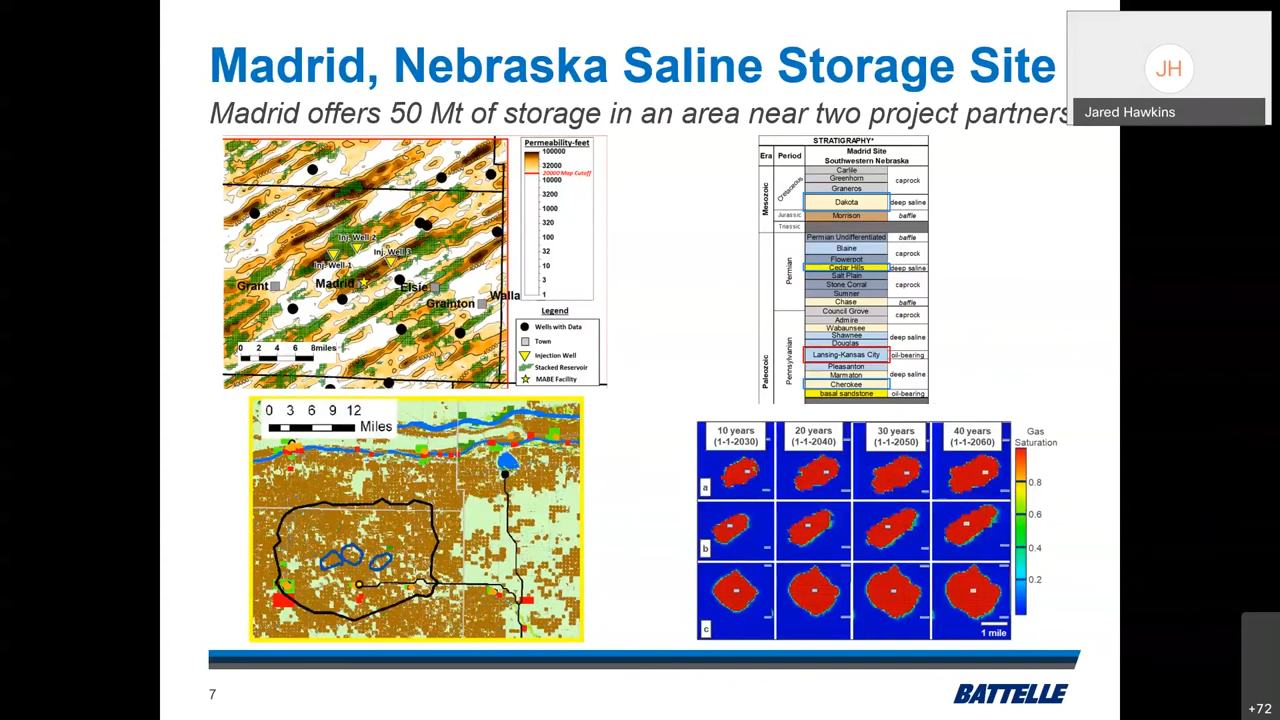 Madrid, Nebraska Saline Storage Site
Madrid offers 50 Mt of storage in an area near two project partners
JH
Jared Hawkins
Permeability-feet
100000
32000
20000 Map Cutoff
10000
3200
1000
320
100
32
10
3
1
Inj. Well 2
Inj. Well 3
Inj. Well 1
Grant
Madrid
Elsie
Grainton
Walla
0 2 4 6 8miles
Legend
Wells with Data
Town
Injection Well
Stacked Reservoir
MABE Facility
STRATIGRAPHY*
Era Period Madrid Site
Southwestern Nebraska
Mesozoic
Cretaceous
Carlile
Greenhorn
Graneros
caprock
Dakota deep saline
Jurassic Morrison baffle
Triassic
Paleozoic
Permian
Permian Undifferentiated baffle
Blaine
Flowerpot
caprock
Cedar Hills deep saline
Salt Plain
Stone Corral
Sumner
caprock
Chase baffle
Pennsylvanian
Council Grove caprock
Admire
Wabaunsee
Shawnee
Douglas
deep saline
Lansing-Kansas City oil-bearing
Pleasanton
Marmaton
Cherokee
deep saline
basal sandstone oil-bearing
0 3 6 9 12
Miles
10 years
(1-1-2030)
20 years
(1-1-2040)
30 years
(1-1-2050)
40 years
(1-1-2060)
Gas
Saturation
0.8
0.6
0.4
0.2
a
b
c
1 mile
7
BATTELLE
+72